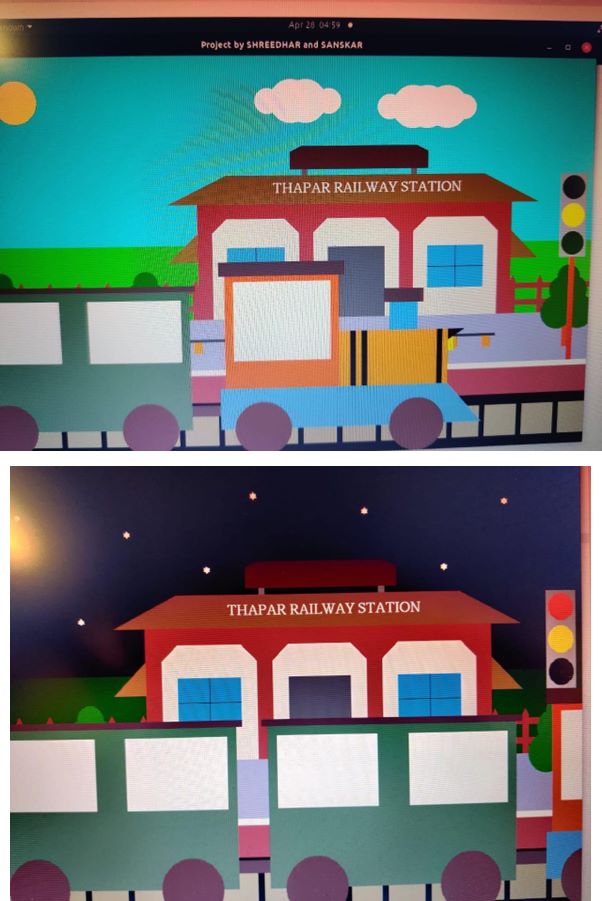 Apr 28 04:59
Project by SHREEDHAR and SANSKAR
THAPAR RAILWAY STATION
THAPAR RAILWAY STATION